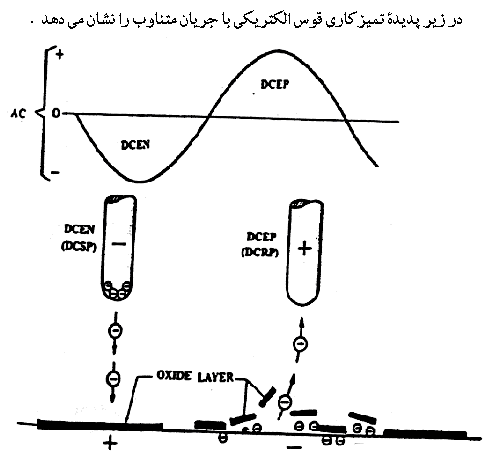 در زیر پدیدۀ تمیزکاری قوس الکتریکی با جریان متناوب را نشان می دهد .
+
DCEP
AC
0
DCEN
−
DCEN
(DCSP)
−
DCEP
(DCRP)
+
OXIDE LAYER
+
−